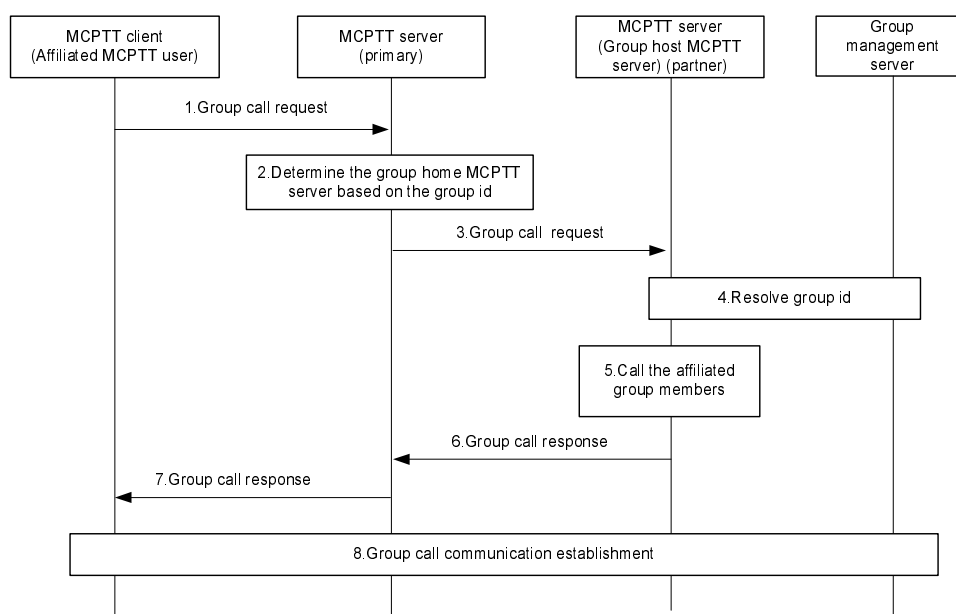 MCPTT client
(Affiliated MCPTT user)
MCPTT server
(primary)
MCPTT server
(Group host MCPTT
server) (partner)
Group
management
server
1.Group call request
2.Determine the group home MCPTT
server based on the group id
3.Group call request
4.Resolve group id
5.Call the affiliated
group members
6.Group call response
7.Group call response
8.Group call communication establishment